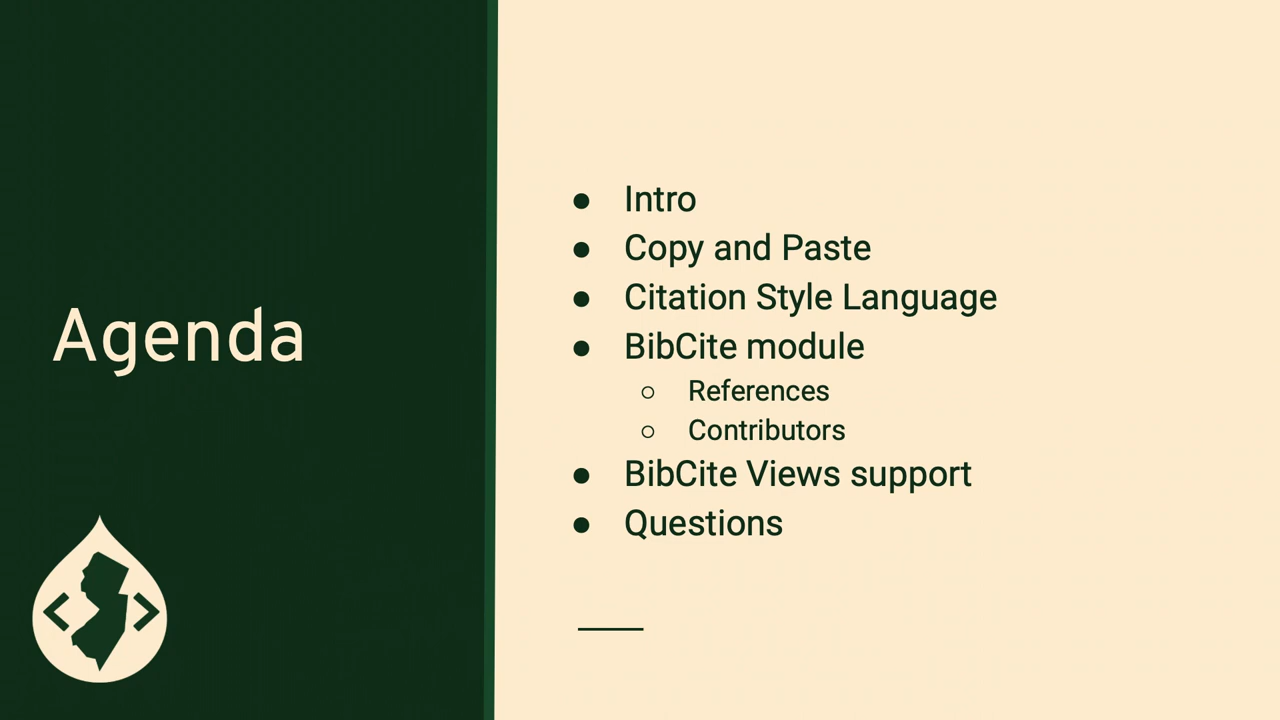 Agenda
● Intro
● Copy and Paste
● Citation Style Language
● BibCite module
○ References
○ Contributors
● BibCite Views support
● Questions
< >